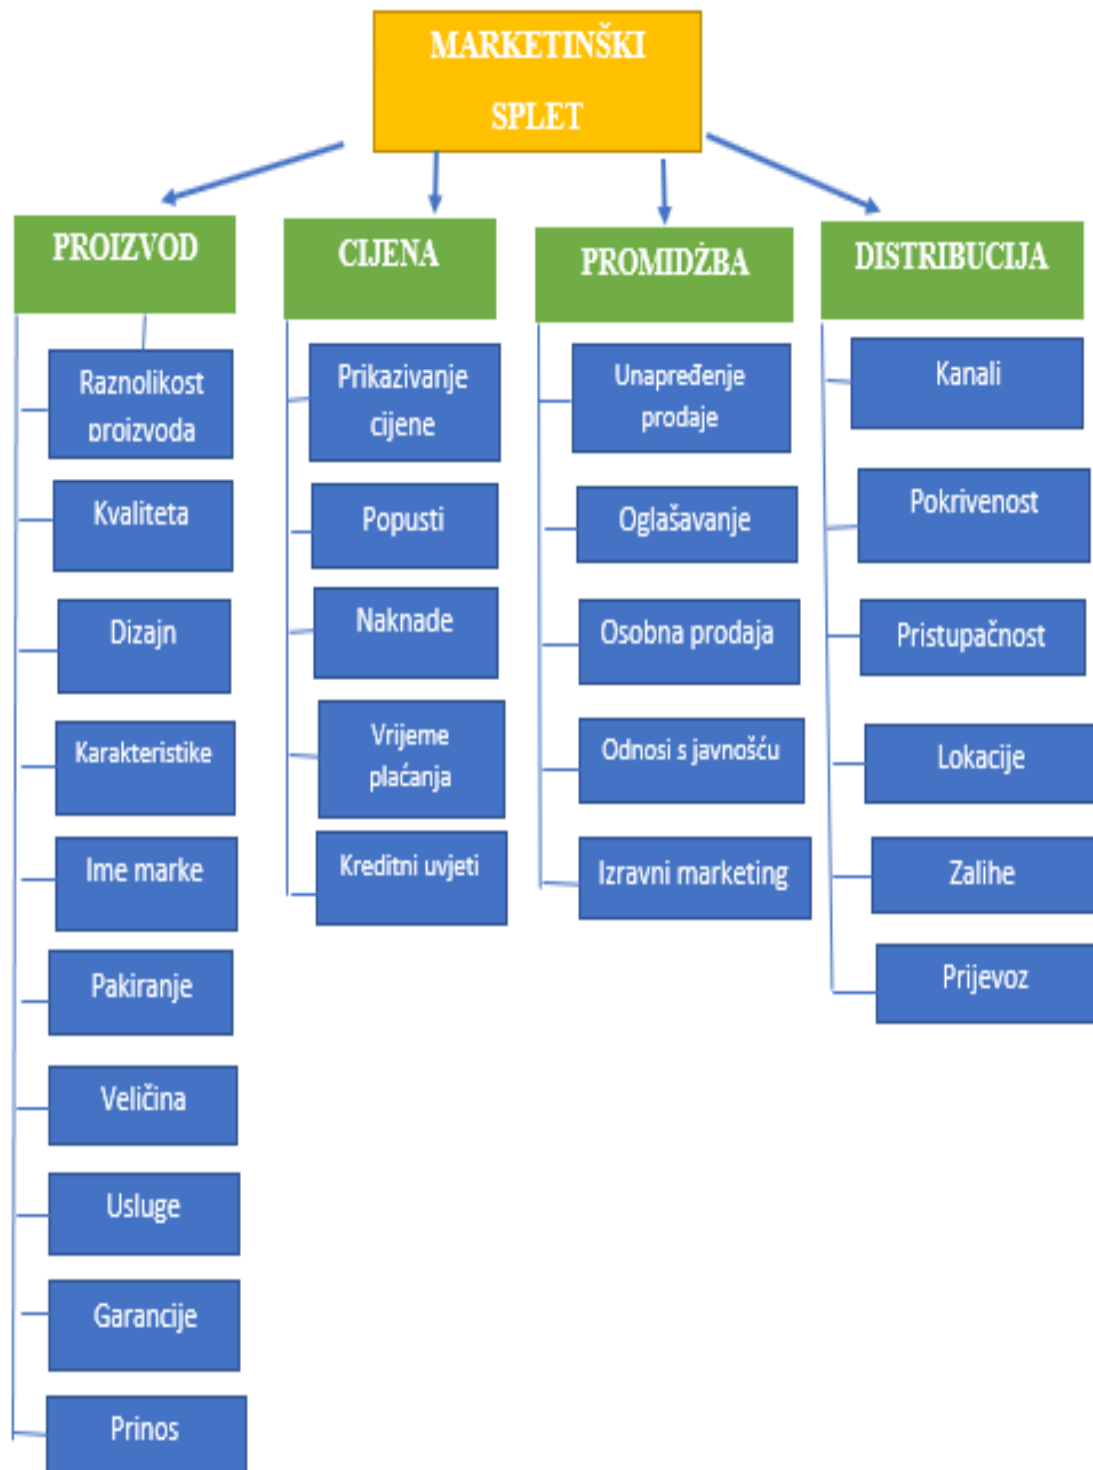 MARKETINŠKI
SPLET
PROIZVOD
Raznolikost
proizvoda
Kvaliteta
Dizajn
Karakteristike
Ime marke
Pakiranje
Veličina
Usluge
Garancije
Prinos
CIJENA
Prikazivanje
cijene
Popusti
Naknade
Vrijeme
plaćanja
Kreditni uvjeti
PROMIDŽBA
Unapređenje
prodaje
Oglašavanje
Osobna prodaja
Odnosi s javnošću
Izravni marketing
DISTRIBUCIJA
Kanali
Pokrivenost
Pristupačnost
Lokacije
Zalihe
Prijevoz